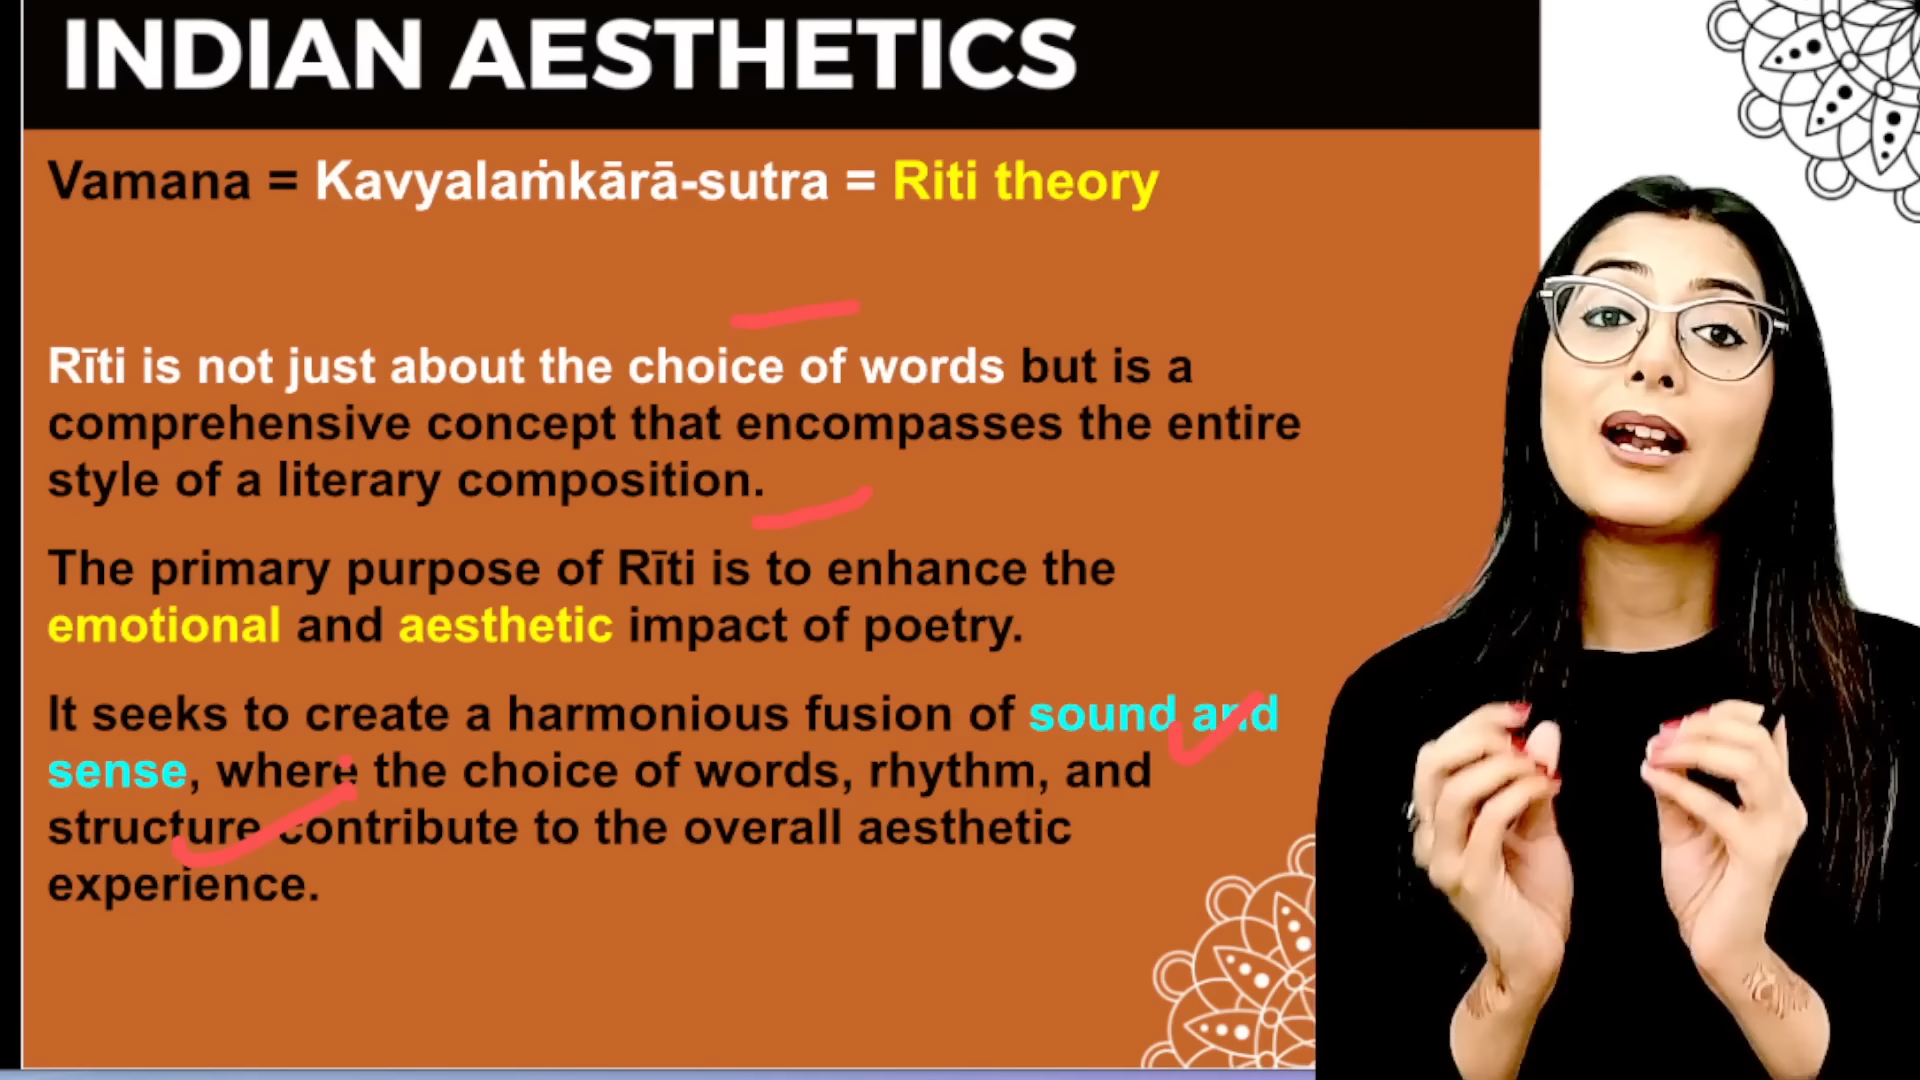 INDIAN AESTHETICS
Vamana = Kavyalaṁkārā-sutra = Riti theory
Rīti is not just about the choice of words but is a
comprehensive concept that encompasses the entire
style of a literary composition.
The primary purpose of Rīti is to enhance the
emotional and aesthetic impact of poetry.
It seeks to create a harmonious fusion of sound and
sense, where the choice of words, rhythm, and
structure contribute to the overall aesthetic
experience.